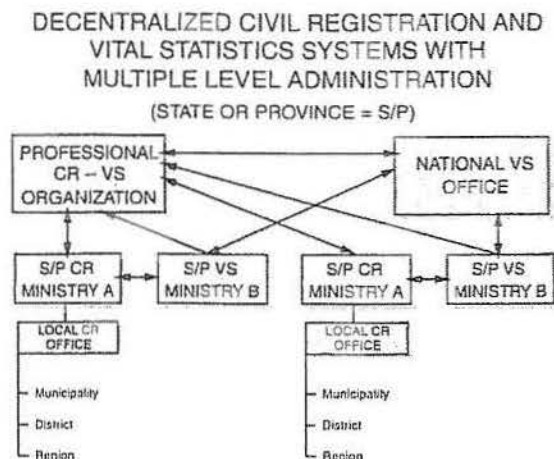 DECENTRALIZED CIVIL REGISTRATION AND
VITAL STATISTICS SYSTEMS WITH
MULTIPLE LEVEL ADMINISTRATION
(STATE OR PROVINCE = S/P)
PROFESSIONAL
CR – VS
ORGANIZATION
NATIONAL VS
OFFICE
S/P CR
MINISTRY A
S/P VS
MINISTRY B
S/P CR
MINISTRY A
S/P VS
MINISTRY B
LOCAL CR
OFFICE
LOCAL CR
OFFICE
Municipality
District
Region
Municipality
District
Region